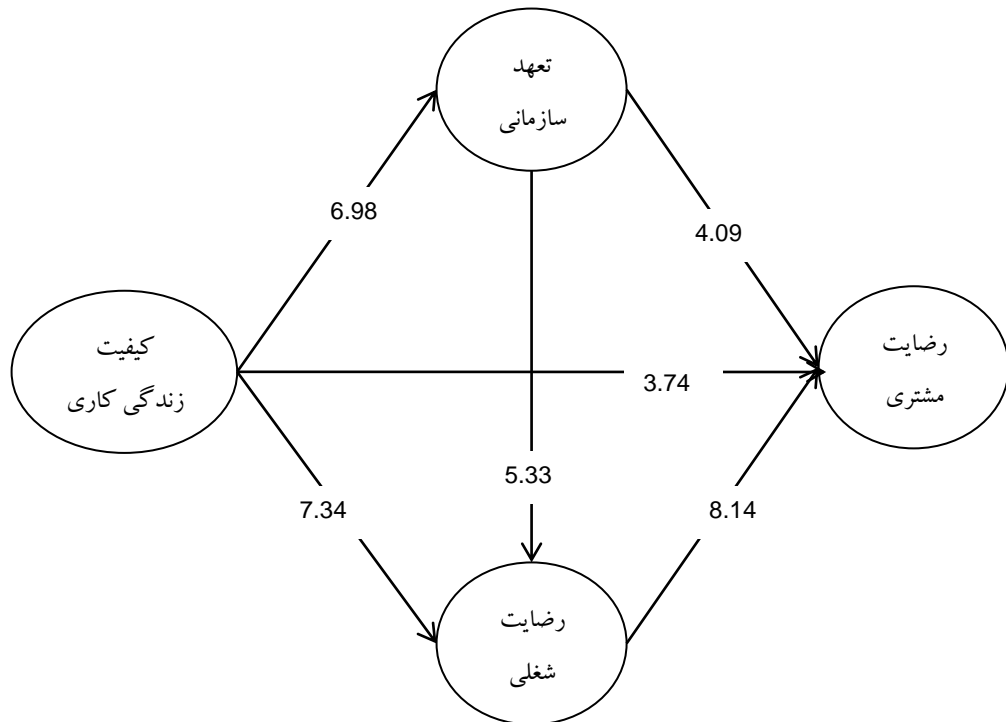 تعهد
سازمانی
6.98
4.09
کیفیت
زندگی کاری
3.74
رضایت
مشتری
5.33
7.34
8.14
رضایت
شغلی